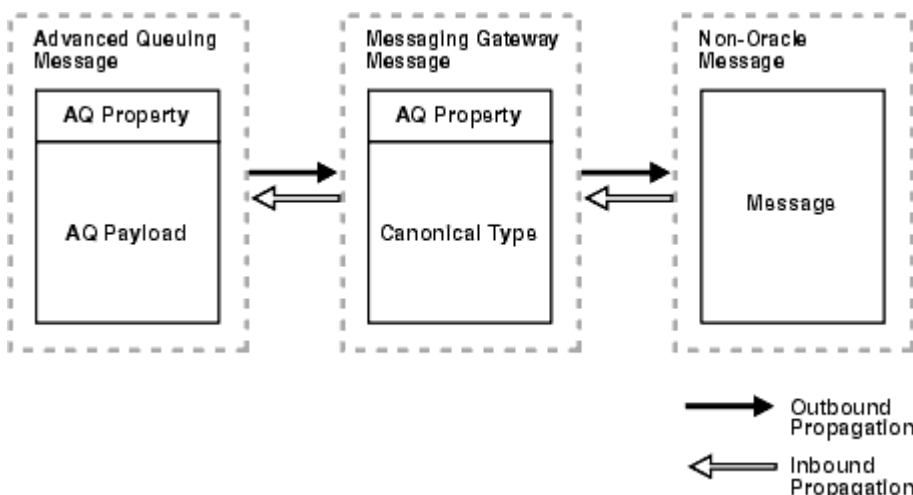 Advanced Queuing
Message
Messaging Gateway
Message
Non-Oracle
Message
AQ Property
AQ Payload
AQ Property
Canonical Type
Message
Outbound
Propagation
Inbound
Propagation